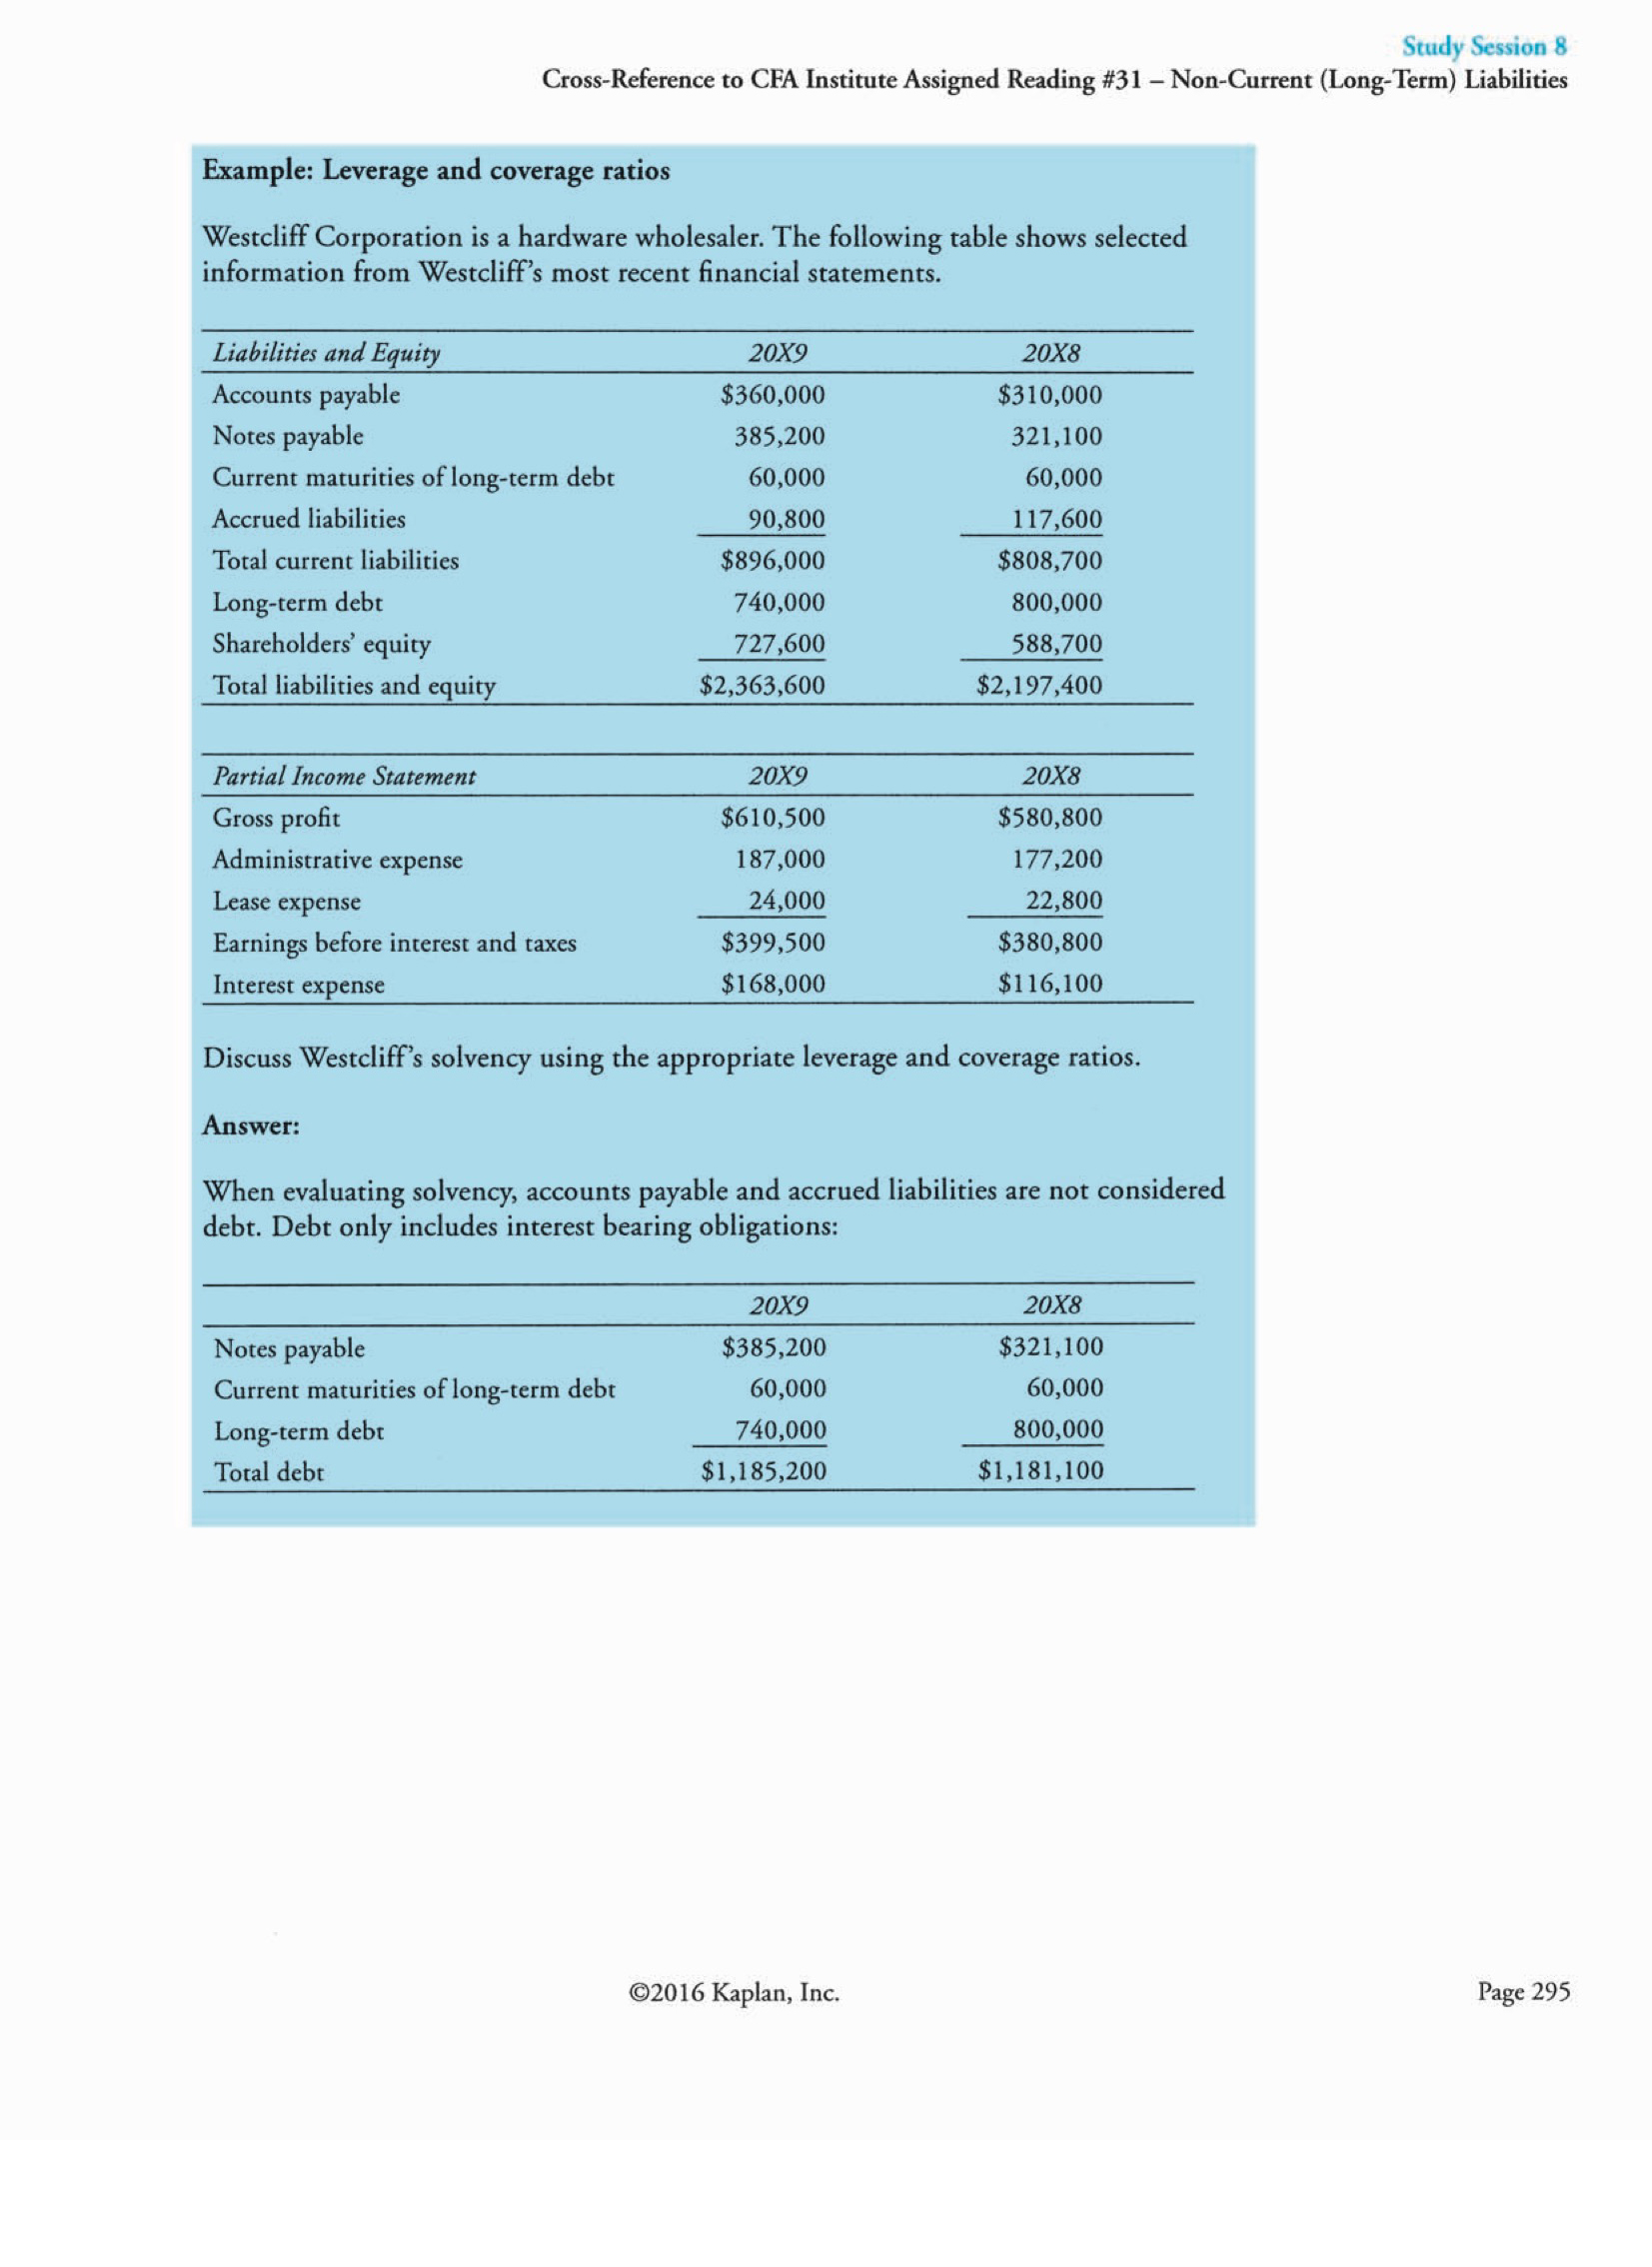 Study Session 8
Cross-Reference to CFA Institute Assigned Reading #31 – Non-Current (Long-Term) Liabilities
Example: Leverage and coverage ratios
Westcliff Corporation is a hardware wholesaler. The following table shows selected
information from Westcliff's most recent financial statements.
Liabilities and Equity 20X9 20X8
Accounts payable $360,000 $310,000
Notes payable 385,200 321,100
Current maturities of long-term debt 60,000 60,000
Accrued liabilities 90,800 117,600
Total current liabilities $896,000 $808,700
Long-term debt 740,000 800,000
Shareholders' equity 727,600 588,700
Total liabilities and equity $2,363,600 $2,197,400
Partial Income Statement 20X9 20X8
Gross profit $610,500 $580,800
Administrative expense 187,000 177,200
Lease expense 24,000 22,800
Earnings before interest and taxes $399,500 $380,800
Interest expense $168,000 $116,100
Discuss Westcliff's solvency using the appropriate leverage and coverage ratios.
Answer:
When evaluating solvency, accounts payable and accrued liabilities are not considered
debt. Debt only includes interest bearing obligations:
20X9 20X8
Notes payable $385,200 $321,100
Current maturities of long-term debt 60,000 60,000
Long-term debt 740,000 800,000
Total debt $1,185,200 $1,181,100
©2016 Kaplan, Inc. Page 295